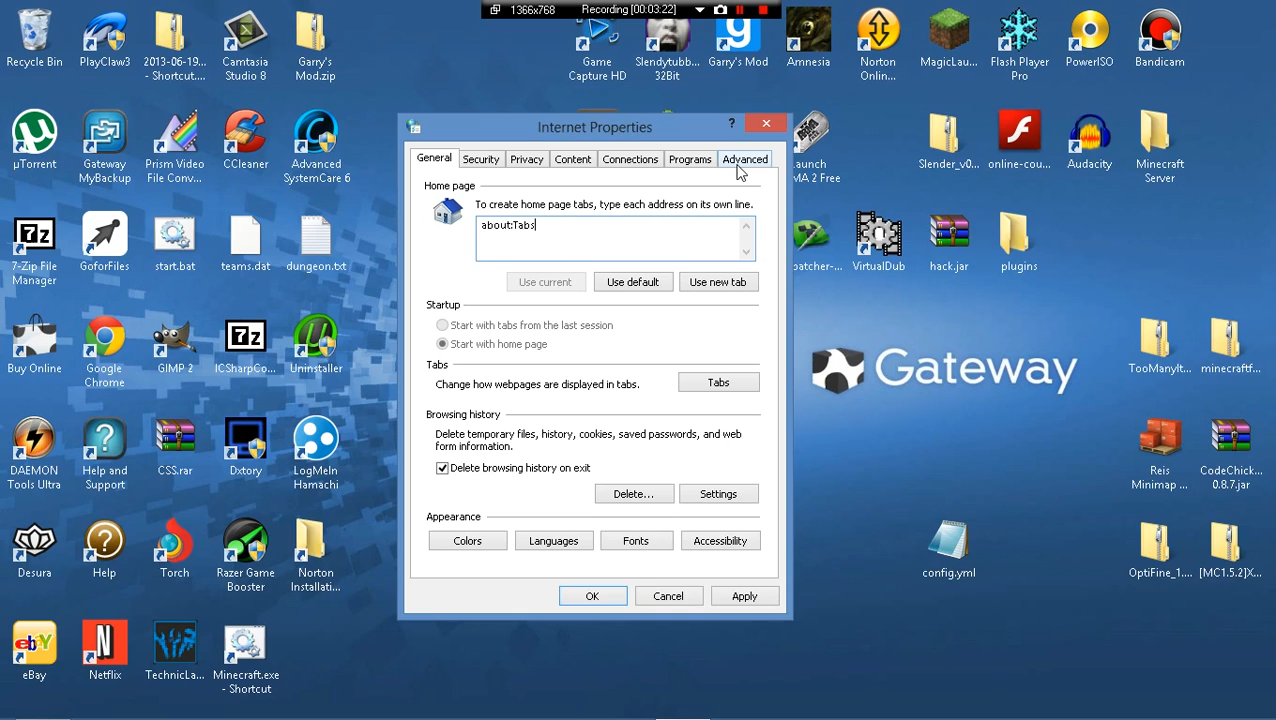 1366x768 Recording [00:03:22]
Recycle Bin
PlayClaw3
2013-06-19...
- Shortcut....
Camtasia
Studio 8
Garry's
Mod.zip
Game
Capture HD
Slendytubb...
32Bit
Garry's Mod
Amnesia
Norton
Onlin...
MagicLau...
Flash Player
Pro
PowerISO
Bandicam
µTorrent
Gateway
MyBackup
Prism Video
File Conv...
CCleaner
Advanced
SystemCare 6
Launch
MA 2 Free
Slender_v0...
online-cou...
Audacity
Minecraft
Server
7-Zip File
Manager
GoforFiles
start.bat
teams.dat
dungeon.txt
patcher-...
VirtualDub
hack.jar
plugins
Buy Online
Google
Chrome
GIMP 2
ICSharpCo...
Uninstaller
TooManyIt...
minecraftf...
DAEMON
Tools Ultra
Help and
Support
CSS.rar
Dxtory
LogMeIn
Hamachi
Reis
Minimap ...
CodeChick...
0.8.7.jar
Desura
Help
Torch
Razer Game
Booster
Norton
Installati...
config.yml
OptiFine_1....
[MC1.5.2]X...
eBay
Netflix
TechnicLa...
Minecraft.exe
- Shortcut
Gateway
Internet Properties
General Security Privacy Content Connections Programs Advanced
Home page
To create home page tabs, type each address on its own line.
about:Tabs
Use current Use default Use new tab
Startup
Start with tabs from the last session
Start with home page
Tabs
Change how webpages are displayed in tabs. Tabs
Browsing history
Delete temporary files, history, cookies, saved passwords, and web
form information.
Delete browsing history on exit
Delete... Settings
Appearance
Colors Languages Fonts Accessibility
OK Cancel Apply